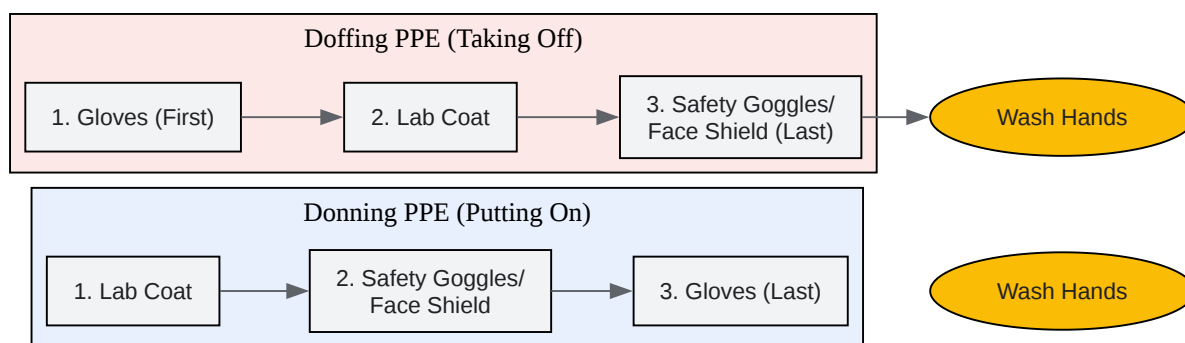 Doffing PPE (Taking Off)
1. Gloves (First)
2. Lab Coat
3. Safety Goggles/
Face Shield (Last)
Wash Hands
Donning PPE (Putting On)
1. Lab Coat
2. Safety Goggles/
Face Shield
3. Gloves (Last)
Wash Hands